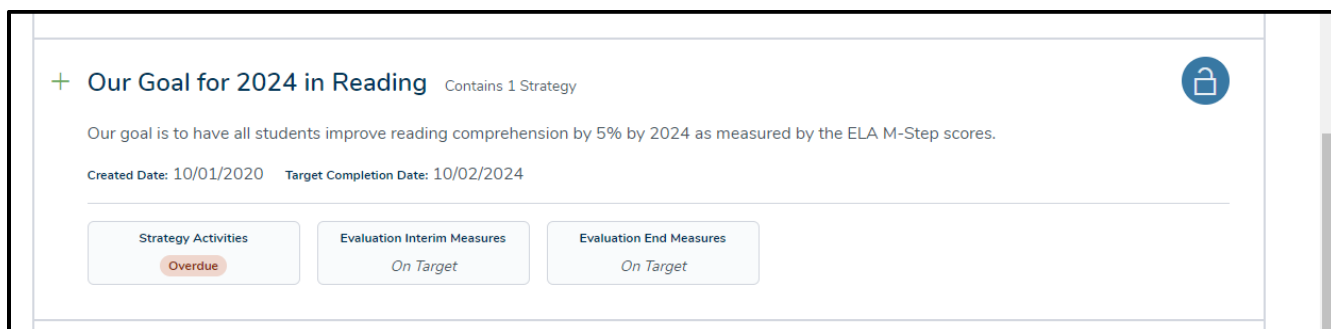 Our Goal for 2024 in Reading Contains 1 Strategy
Our goal is to have all students improve reading comprehension by 5% by 2024 as measured by the ELA M-Step scores.
Created Date: 10/01/2020 Target Completion Date: 10/02/2024
Strategy Activities Evaluation Interim Measures Evaluation End Measures
Overdue On Target On Target